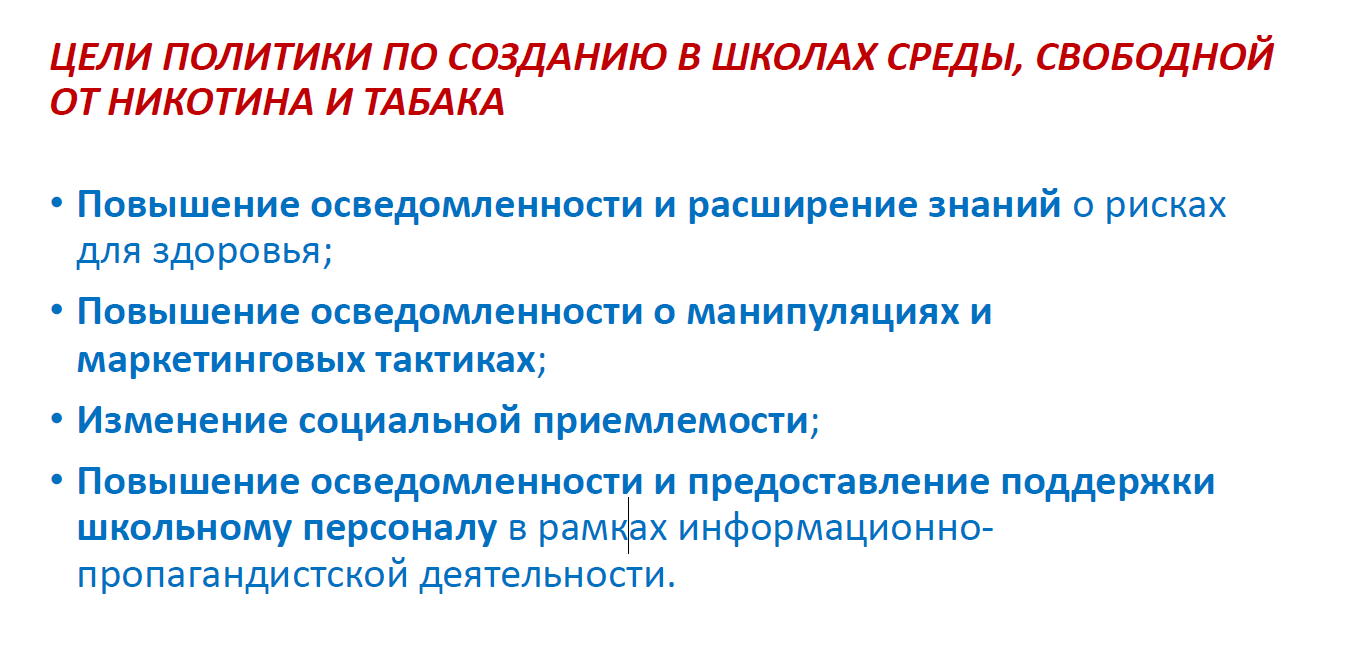 ЦЕЛИ ПОЛИТИКИ ПО СОЗДАНИЮ В ШКОЛАХ СРЕДЫ, СВОБОДНОЙ
ОТ НИКОТИНА И ТАБАКА
• Повышение осведомленности и расширение знаний о рисках
для здоровья;
• Повышение осведомленности о манипуляциях и
маркетинговых тактиках;
• Изменение социальной приемлемости;
• Повышение осведомленности и предоставление поддержки
школьному персоналу в рамках информационно-
пропагандистской деятельности.